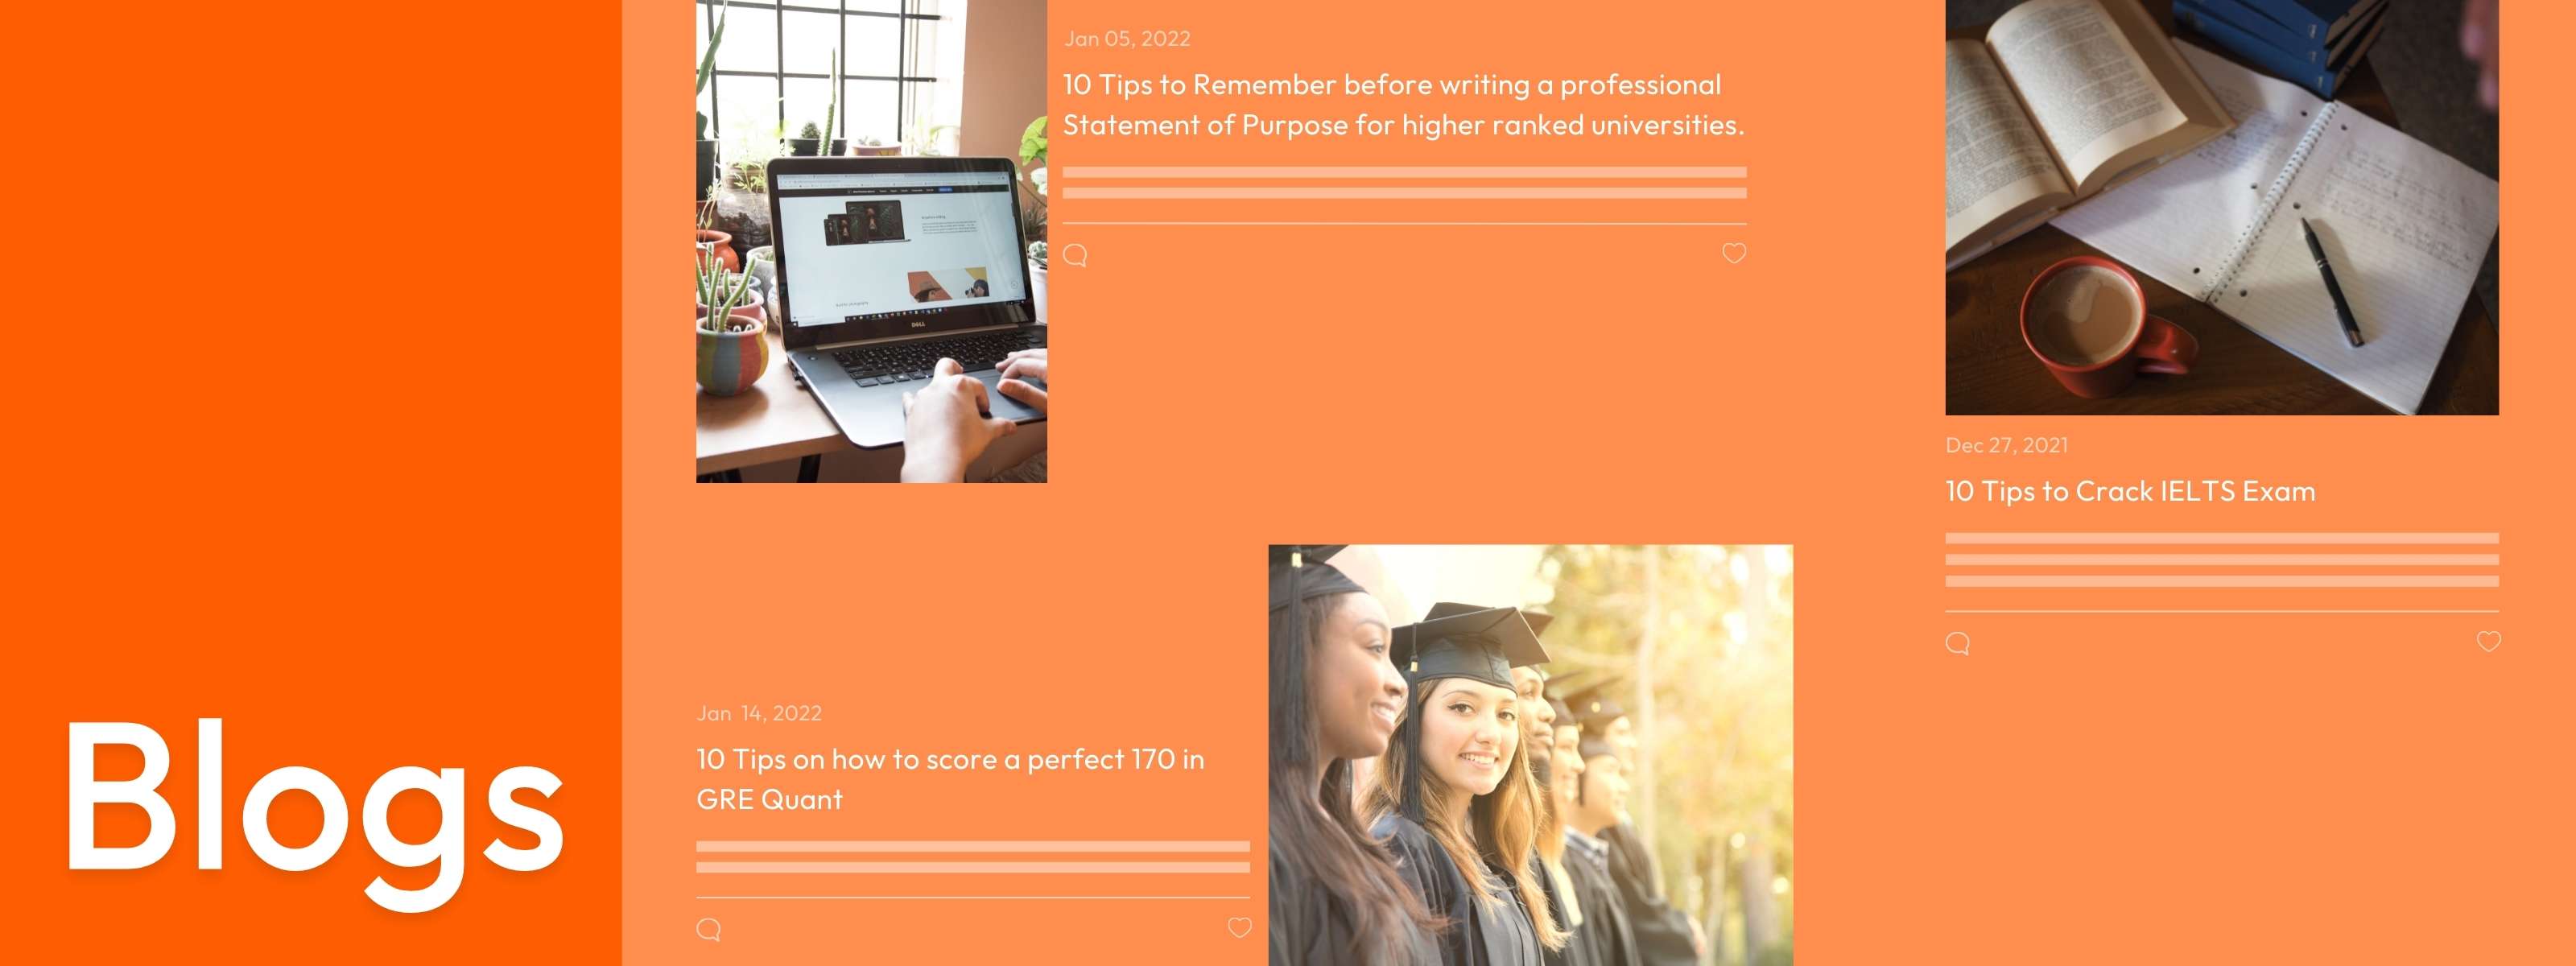 Blogs
Jan 05, 2022
10 Tips to Remember before writing a professional
Statement of Purpose for higher ranked universities.
DELL
Jan 14, 2022
10 Tips on how to score a perfect 170 in
GRE Quant
Dec 27, 2021
10 Tips to Crack IELTS Exam